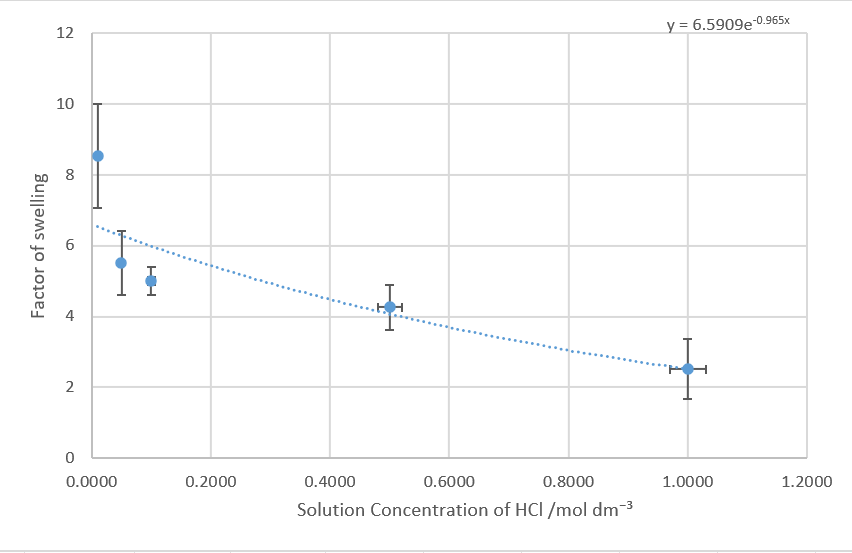 y = 6.5909e^-0.965x
12
10
8
6
4
2
0
Factor of swelling
0.0000 0.2000 0.4000 0.6000 0.8000 1.0000 1.2000
Solution Concentration of HCl /mol dm⁻³